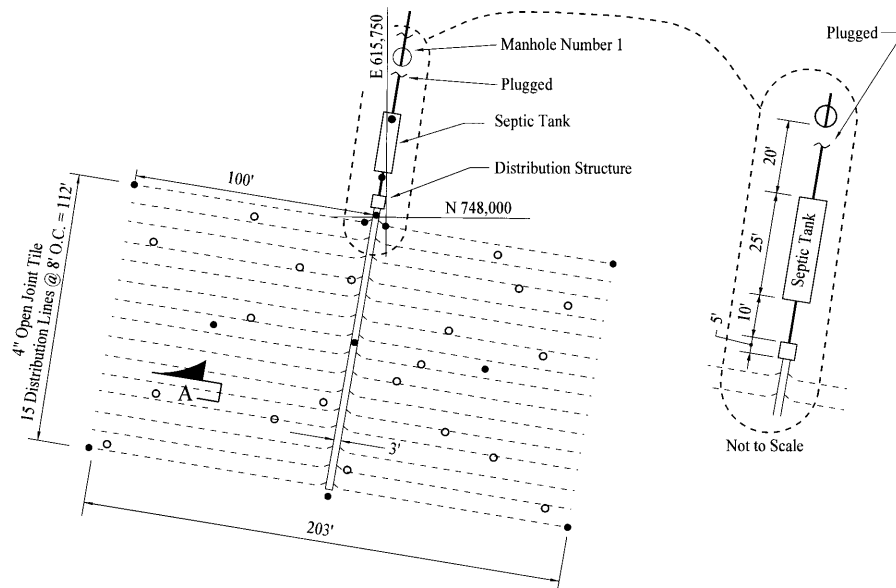 E 615,750
Manhole Number 1
Plugged
Septic Tank
Distribution Structure
N 748,000
100'
4" Open Joint Tile
15 Distribution Lines @ 8' O.C. = 112'
A
3'
203'
Plugged
20'
25'
Septic Tank
10'
5'
Not to Scale